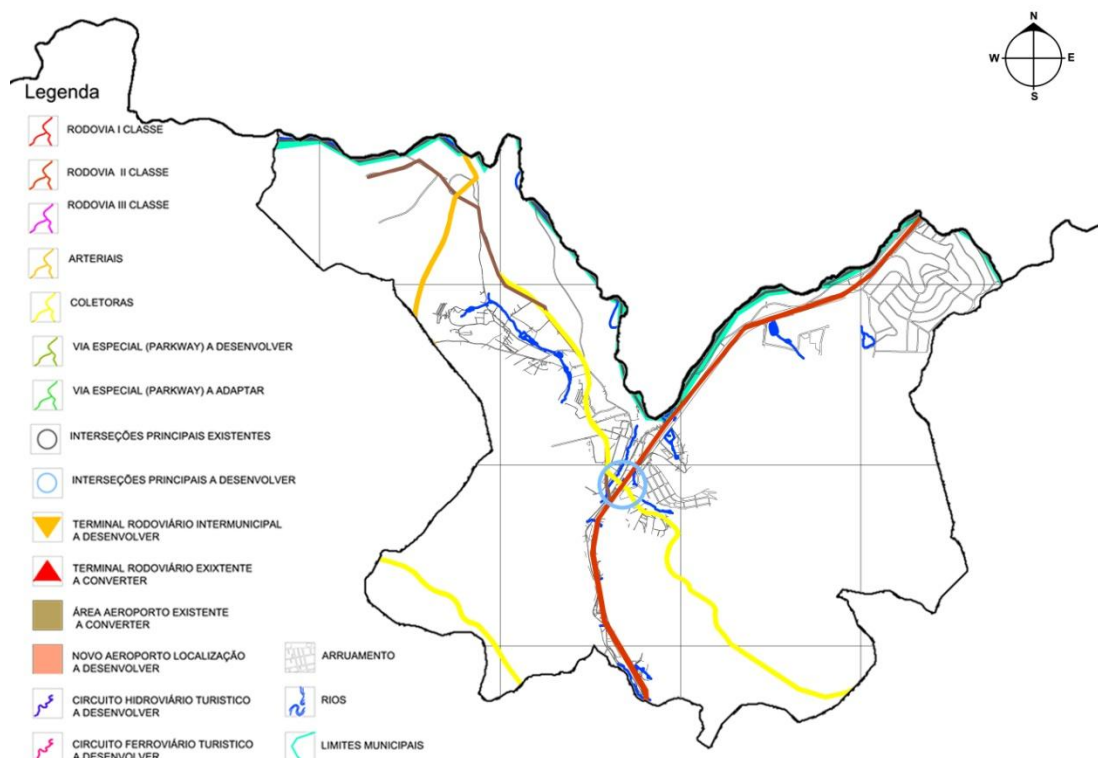 N
W
E
S
Legenda
RODOVIA I CLASSE
RODOVIA II CLASSE
RODOVIA III CLASSE
ARTERIAIS
COLETORAS
VIA ESPECIAL (PARKWAY) A DESENVOLVER
VIA ESPECIAL (PARKWAY) A ADAPTAR
INTERSEÇÕES PRINCIPAIS EXISTENTES
INTERSEÇÕES PRINCIPAIS A DESENVOLVER
TERMINAL RODOVIÁRIO INTERMUNICIPAL
A DESENVOLVER
TERMINAL RODOVIÁRIO EXIXTENTE
A CONVERTER
ÁREA AEROPORTO EXISTENTE
A CONVERTER
NOVO AEROPORTO LOCALIZAÇÃO
A DESENVOLVER
CIRCUITO HIDROVIÁRIO TURISTICO
A DESENVOLVER
CIRCUITO FERROVIÁRIO TURISTICO
A DESENVOLVER
ARRUAMENTO
RIOS
LIMITES MUNICIPAIS